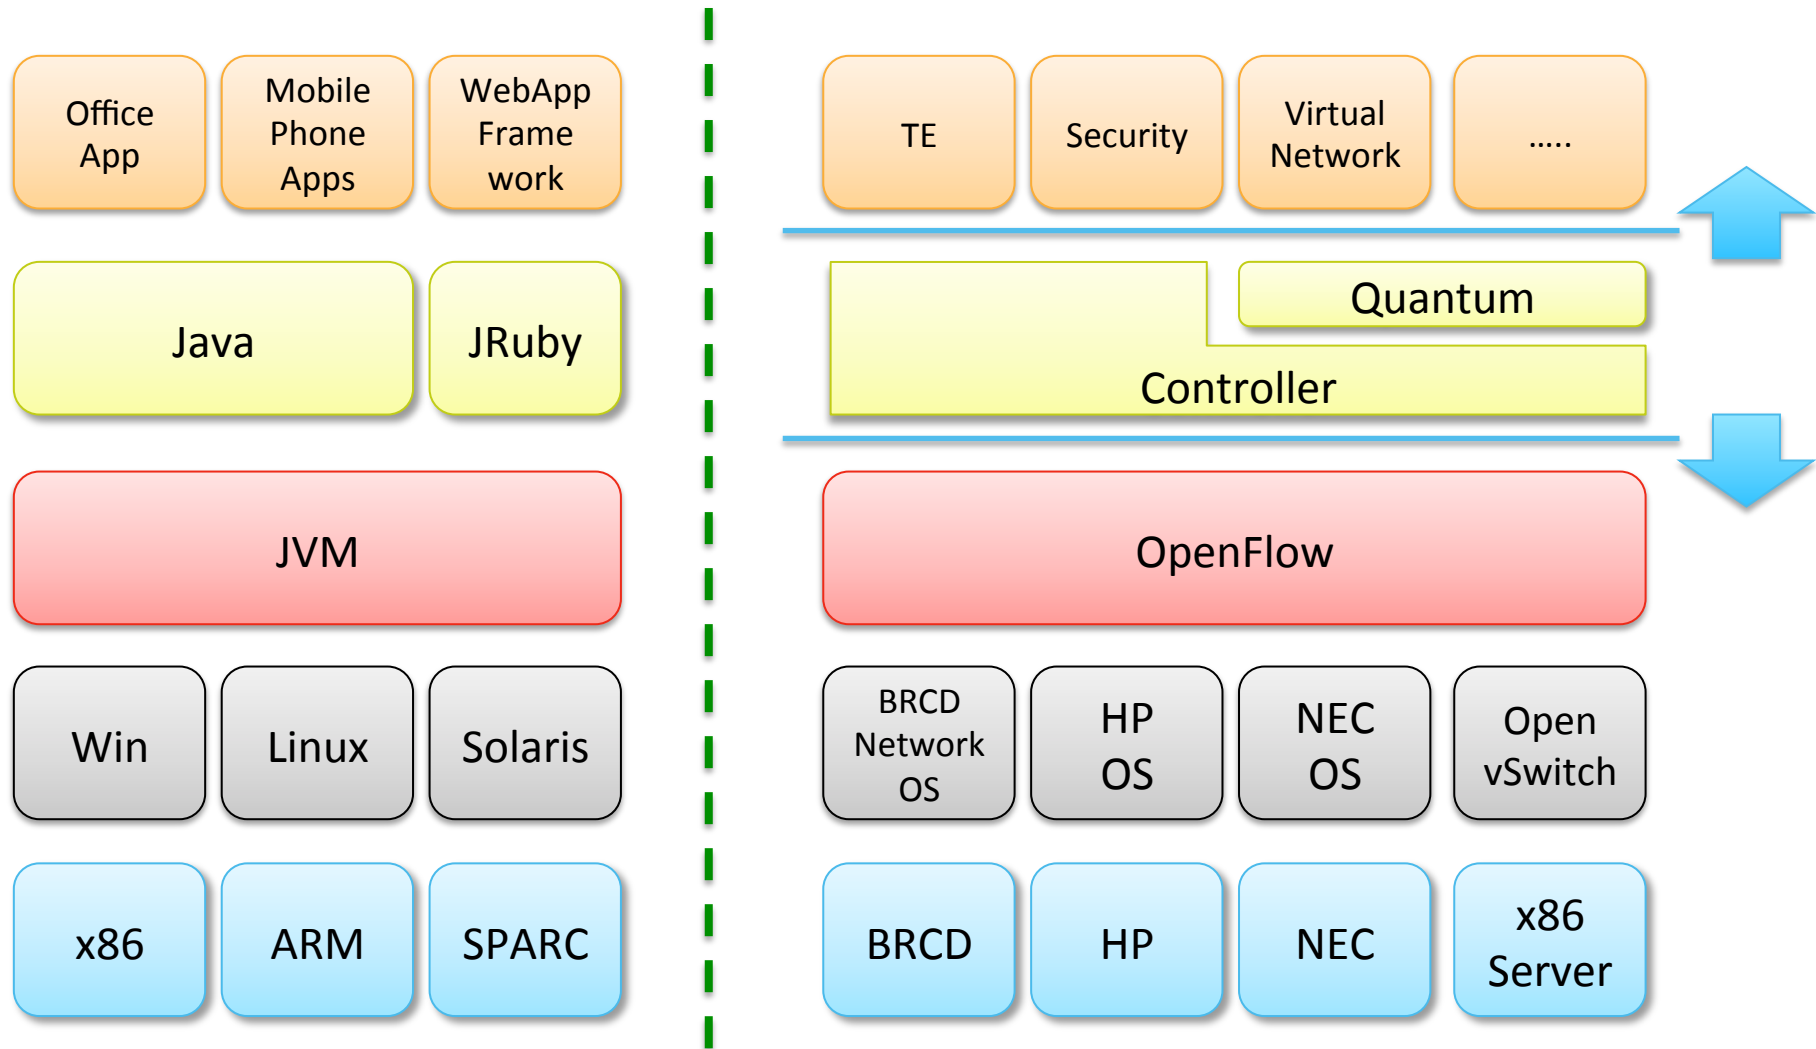 Office
App
Mobile
Phone
Apps
WebApp
Frame
work
TE
Security
Virtual
Network
.....
Java
JRuby
Quantum
Controller
JVM
OpenFlow
Win
Linux
Solaris
BRCD
Network
OS
HP
OS
NEC
OS
Open
vSwitch
x86
ARM
SPARC
BRCD
HP
NEC
x86
Server